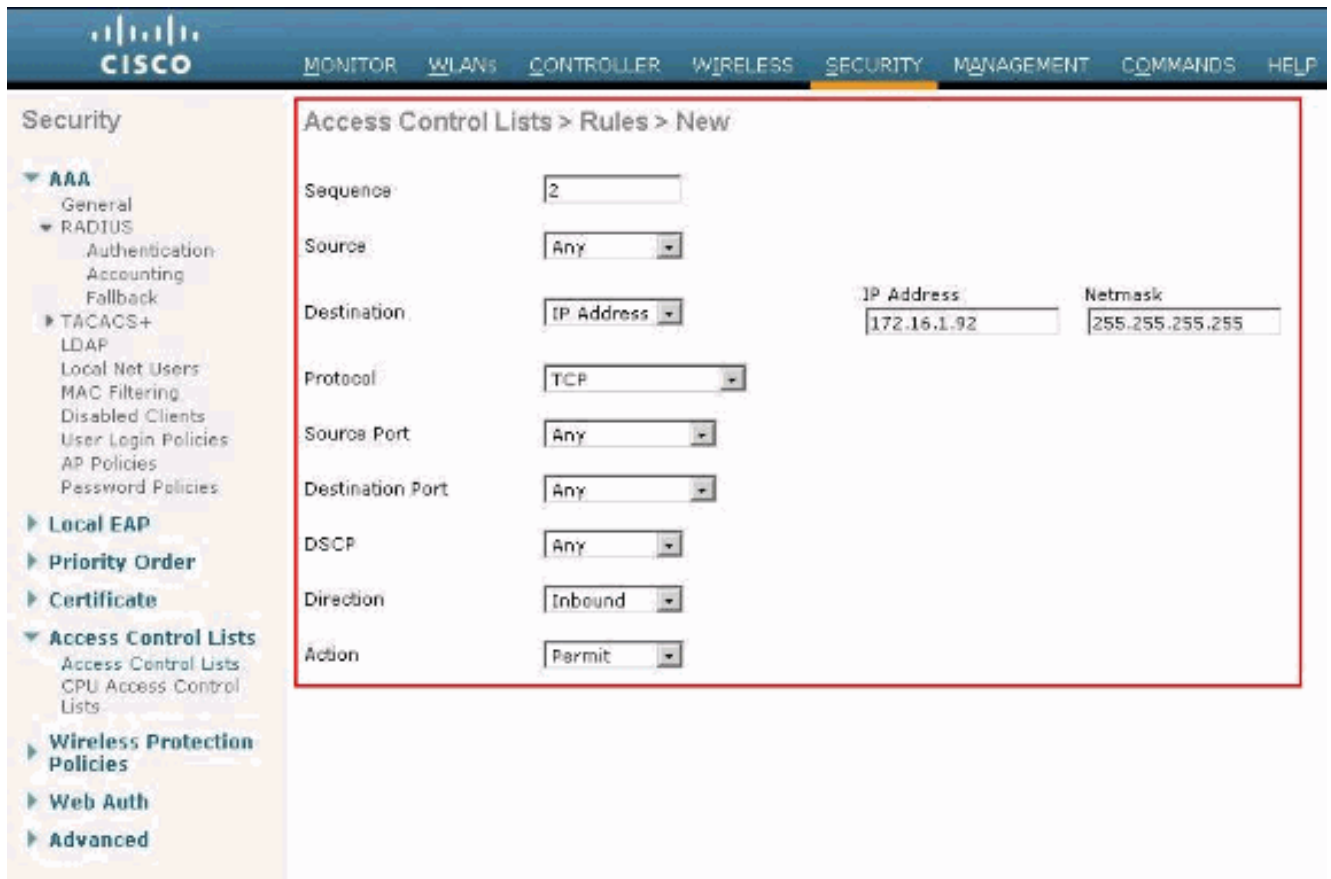 CISCO
MONITOR WLANs CONTROLLER WIRELESS SECURITY MANAGEMENT COMMANDS HELP
Security
AAA
General
RADIUS
Authentication
Accounting
Fallback
TACACS+
LDAP
Local Net Users
MAC Filtering
Disabled Clients
User Login Policies
AP Policies
Password Policies
Local EAP
Priority Order
Certificate
Access Control Lists
Access Control Lists
CPU Access Control
Lists
Wireless Protection
Policies
Web Auth
Advanced
Access Control Lists > Rules > New
Sequence 2
Source Any
IP Address Netmask
Destination IP Address 172.16.1.92 255.255.255.255
Protocol TCP
Source Port Any
Destination Port Any
DSCP Any
Direction Inbound
Action Permit